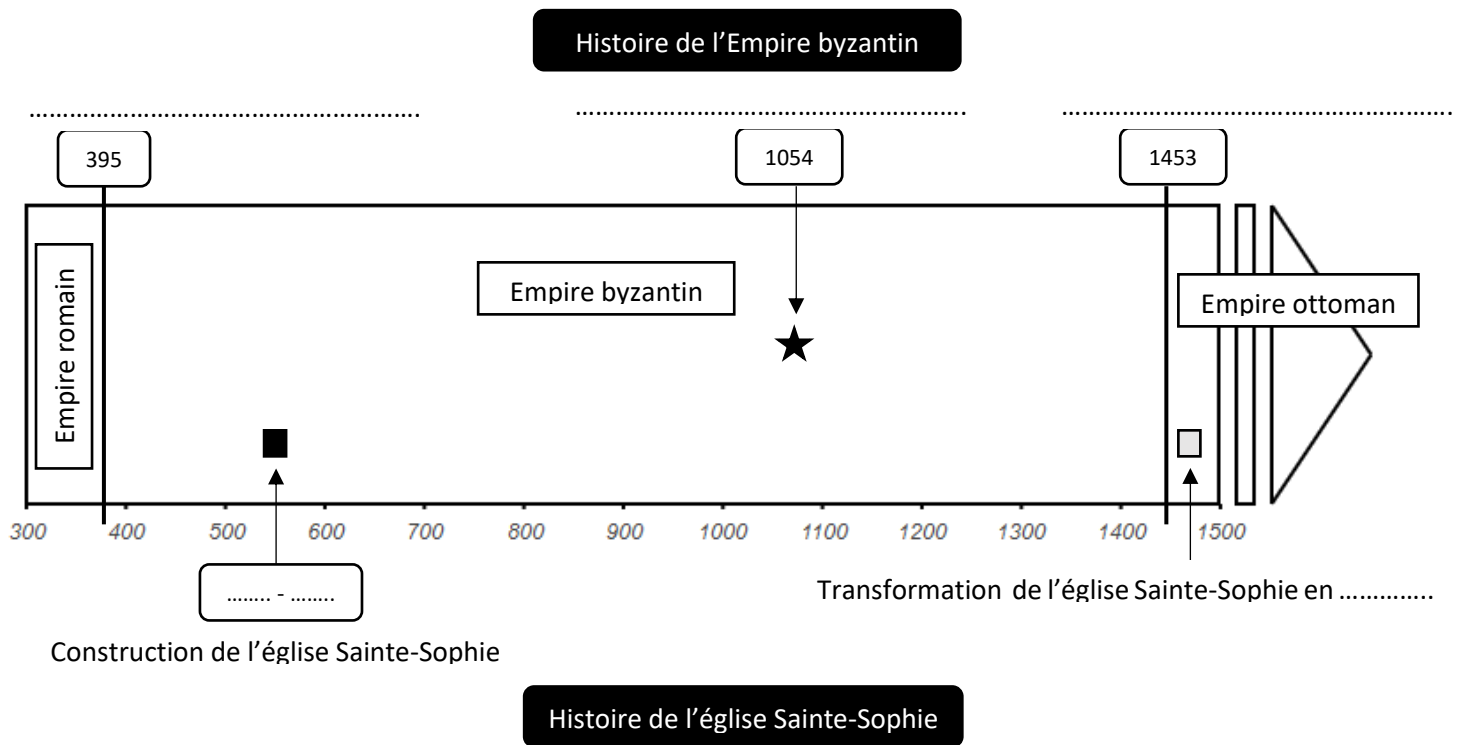 Histoire de l’Empire byzantin
………………………………………………………. ………………………………………………………. ……………………………………………………….
395 1054 1453
Empire romain
Empire byzantin
Empire ottoman
300 400 500 600 700 800 900 1000 1100 1200 1300 1400 1500
…….. - ……..
Transformation de l’église Sainte-Sophie en …………..
Construction de l’église Sainte-Sophie
Histoire de l’église Sainte-Sophie